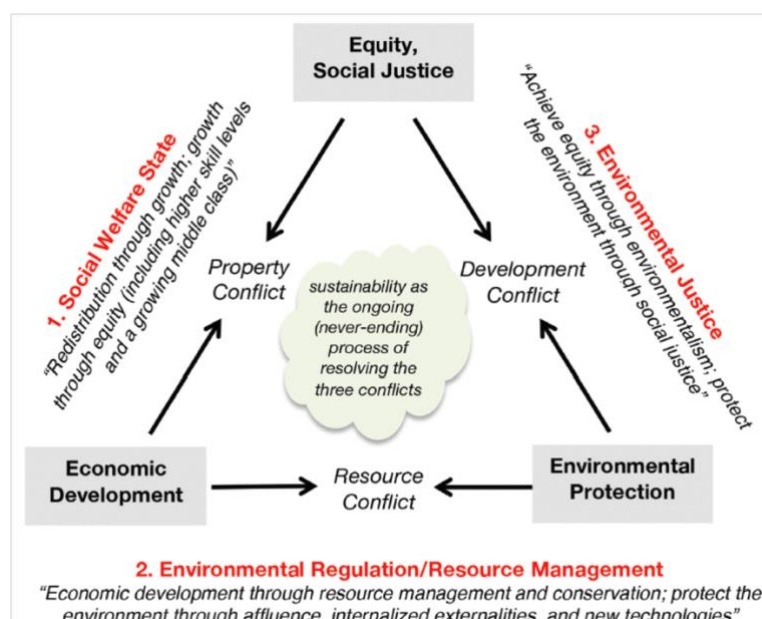 Equity,
Social Justice
1. Social Welfare State
“Redistribution through growth; growth
through equity (including higher skill levels
and a growing middle class)”
3. Environmental Justice
“Achieve equity through environmentalism; protect
the environment through social justice”
Property
Conflict
sustainability as
the ongoing
(never-ending)
process of
resolving the
three conflicts
Development
Conflict
Economic
Development
Resource
Conflict
Environmental
Protection
2. Environmental Regulation/Resource Management
“Economic development through resource management and conservation; protect the
environment through affluence, internalized externalities, and new technologies”